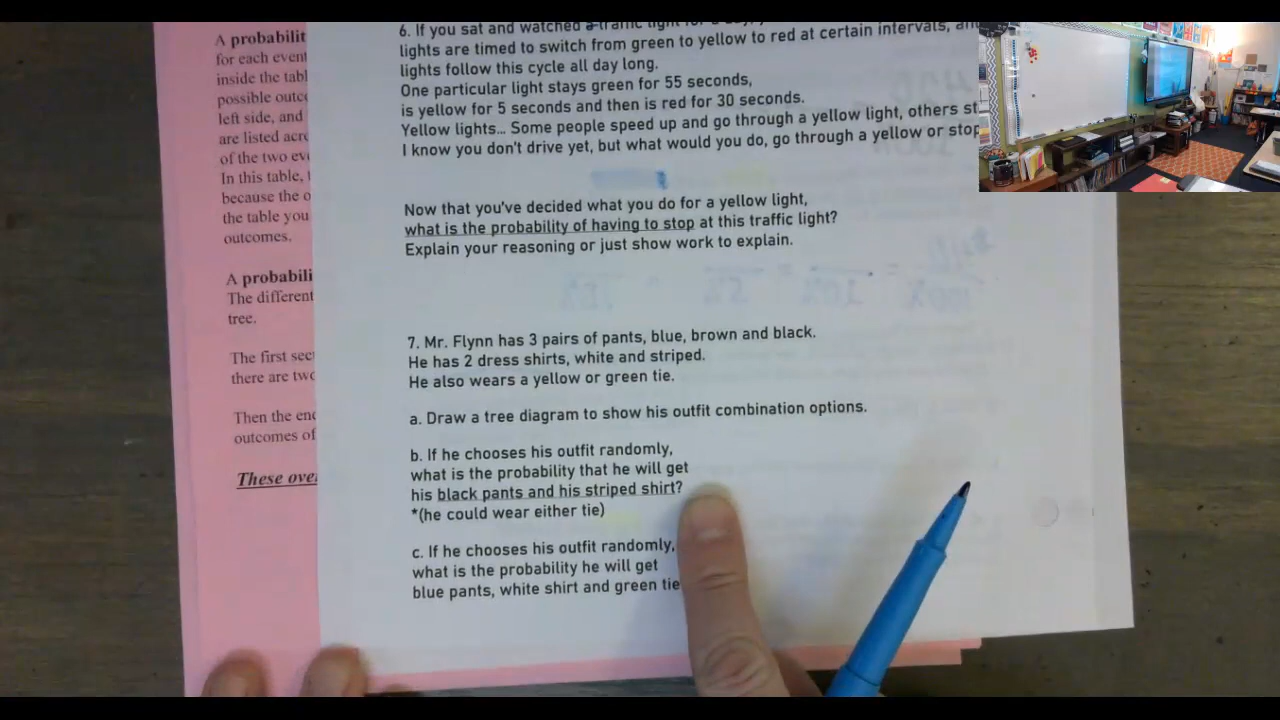 A probabilit
for each event
inside the tabl
possible outc
left side, and
are listed acro
of the two eve
In this table,
because the o
the table you
outcomes.
A probabili
The different
tree.
The first sec
there are two
Then the end
outcomes of
These over
6. If you sat and watched a traffic light for a
lights are timed to switch from green to yellow to red at certain intervals, and
lights follow this cycle all day long.
One particular light stays green for 55 seconds,
is yellow for 5 seconds and then is red for 30 seconds.
Yellow lights... Some people speed up and go through a yellow light, others st
I know you don't drive yet, but what would you do, go through a yellow or stop
Now that you've decided what you do for a yellow light,
what is the probability of having to stop at this traffic light?
Explain your reasoning or just show work to explain.
7. Mr. Flynn has 3 pairs of pants, blue, brown and black.
He has 2 dress shirts, white and striped.
He also wears a yellow or green tie.
a. Draw a tree diagram to show his outfit combination options.
b. If he chooses his outfit randomly,
what is the probability that he will get
his black pants and his striped shirt?
*(he could wear either tie)
c. If he chooses his outfit randomly,
what is the probability he will get
blue pants, white shirt and green tie